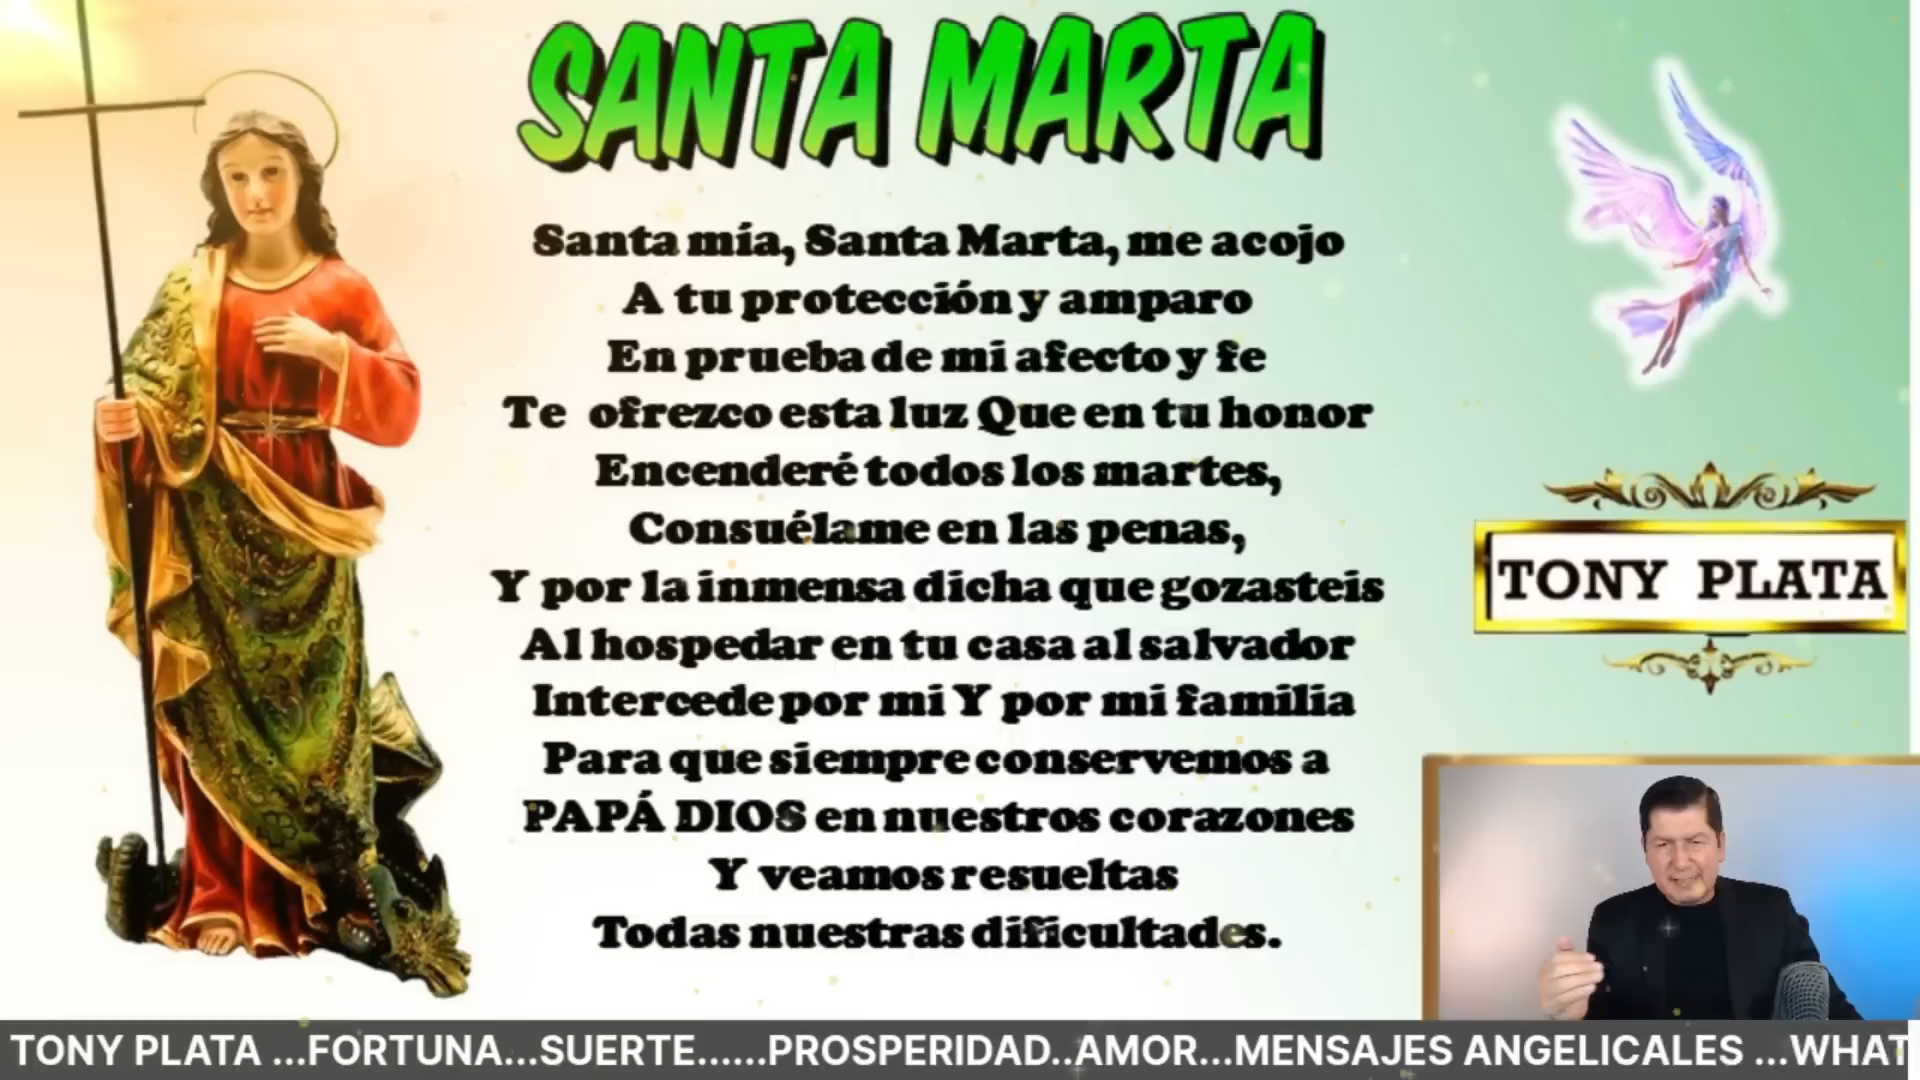 SANTA MARTA
Santa mía, Santa Marta, me acojo
A tu protección y amparo
En prueba de mi afecto y fe
Te ofrezco esta luz Que en tu honor
Encenderé todos los martes,
Consuélame en las penas,
Y por la inmensa dicha que gozasteis
Al hospedar en tu casa al salvador
Intercede por mi Y por mi familia
Para que siempre conservemos a
PAPÁ DIOS en nuestros corazones
Y veamos resueltas
Todas nuestras dificultades.
TONY PLATA
TONY PLATA ...FORTUNA...SUERTE......PROSPERIDAD..AMOR...MENSAJES ANGELICALES ...WHAT